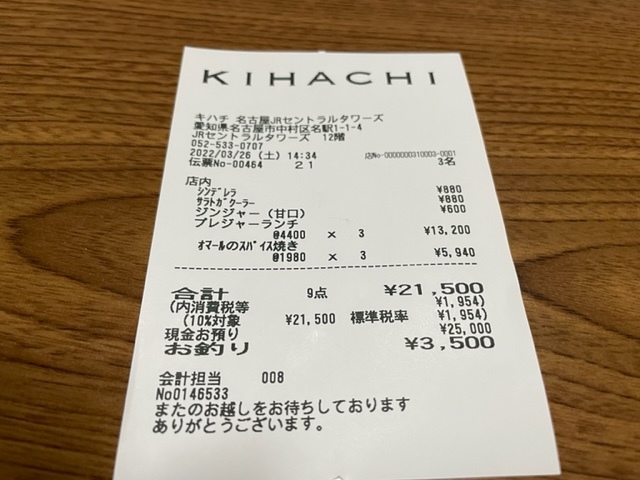 KIHACHI
キハチ 名古屋JRセントラルタワーズ
愛知県名古屋市中村区名駅1-1-4
JRセントラルタワーズ 12階
052-533-0707
2022/03/26 (土) 14:34 店No-0000000310003-0001
伝票No-00464 21 3名
店内
シンデレラ ¥880
サラトガクーラー ¥880
ジンジャー (甘口) ¥600
プレジャーランチ
@4400 × 3 ¥13,200
オマールのスパイス焼き
@1980 × 3 ¥5,940
合計 9点 ¥21,500
(内消費税等 ¥1,954)
(10%対象 ¥21,500 標準税率 ¥1,954)
現金お預り ¥25,000
お釣り ¥3,500
会計担当 008
No0146533
またのお越しをお待ちしております
ありがとうございます。